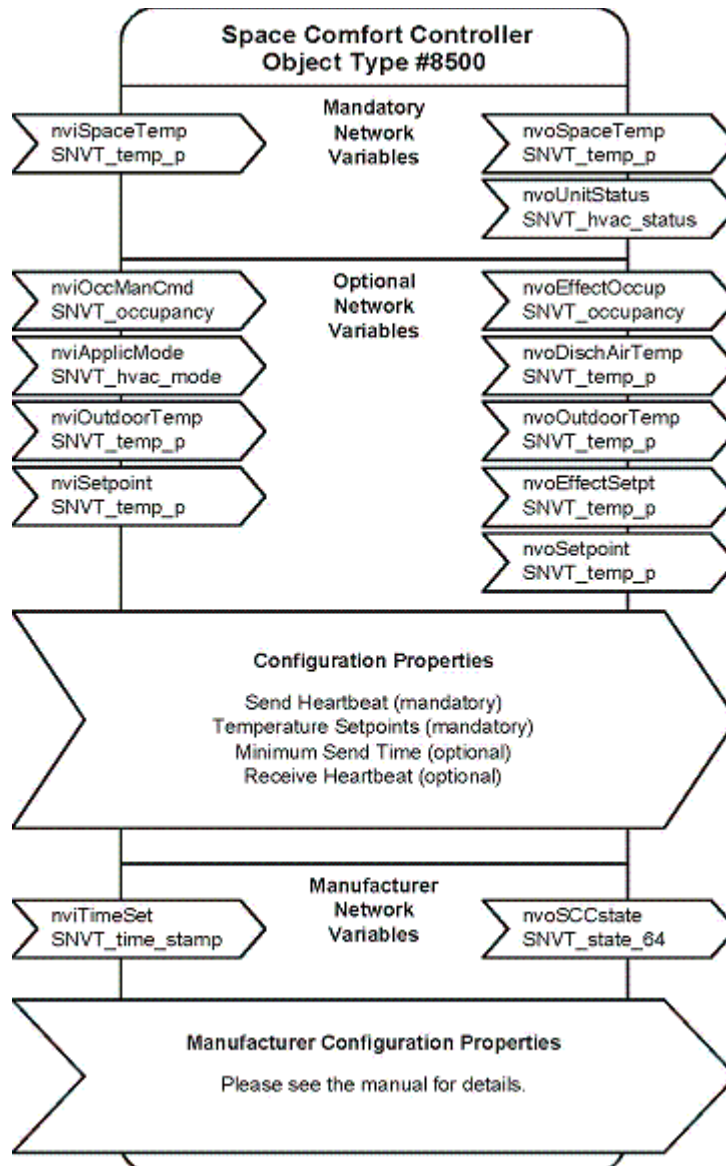 Space Comfort Controller
Object Type #8500
Mandatory
Network
Variables
nviSpaceTemp
SNVT_temp_p
nvoSpaceTemp
SNVT_temp_p
nvoUnitStatus
SNVT_hvac_status
Optional
Network
Variables
nviOccManCmd
SNVT_occupancy
nviApplicMode
SNVT_hvac_mode
nviOutdoorTemp
SNVT_temp_p
nviSetpoint
SNVT_temp_p
nvoEffectOccup
SNVT_occupancy
nvoDischAirTemp
SNVT_temp_p
nvoOutdoorTemp
SNVT_temp_p
nvoEffectSetpt
SNVT_temp_p
nvoSetpoint
SNVT_temp_p
Configuration Properties
Send Heartbeat (mandatory)
Temperature Setpoints (mandatory)
Minimum Send Time (optional)
Receive Heartbeat (optional)
Manufacturer
Network
Variables
nviTimeSet
SNVT_time_stamp
nvoSCCstate
SNVT_state_64
Manufacturer Configuration Properties
Please see the manual for details.